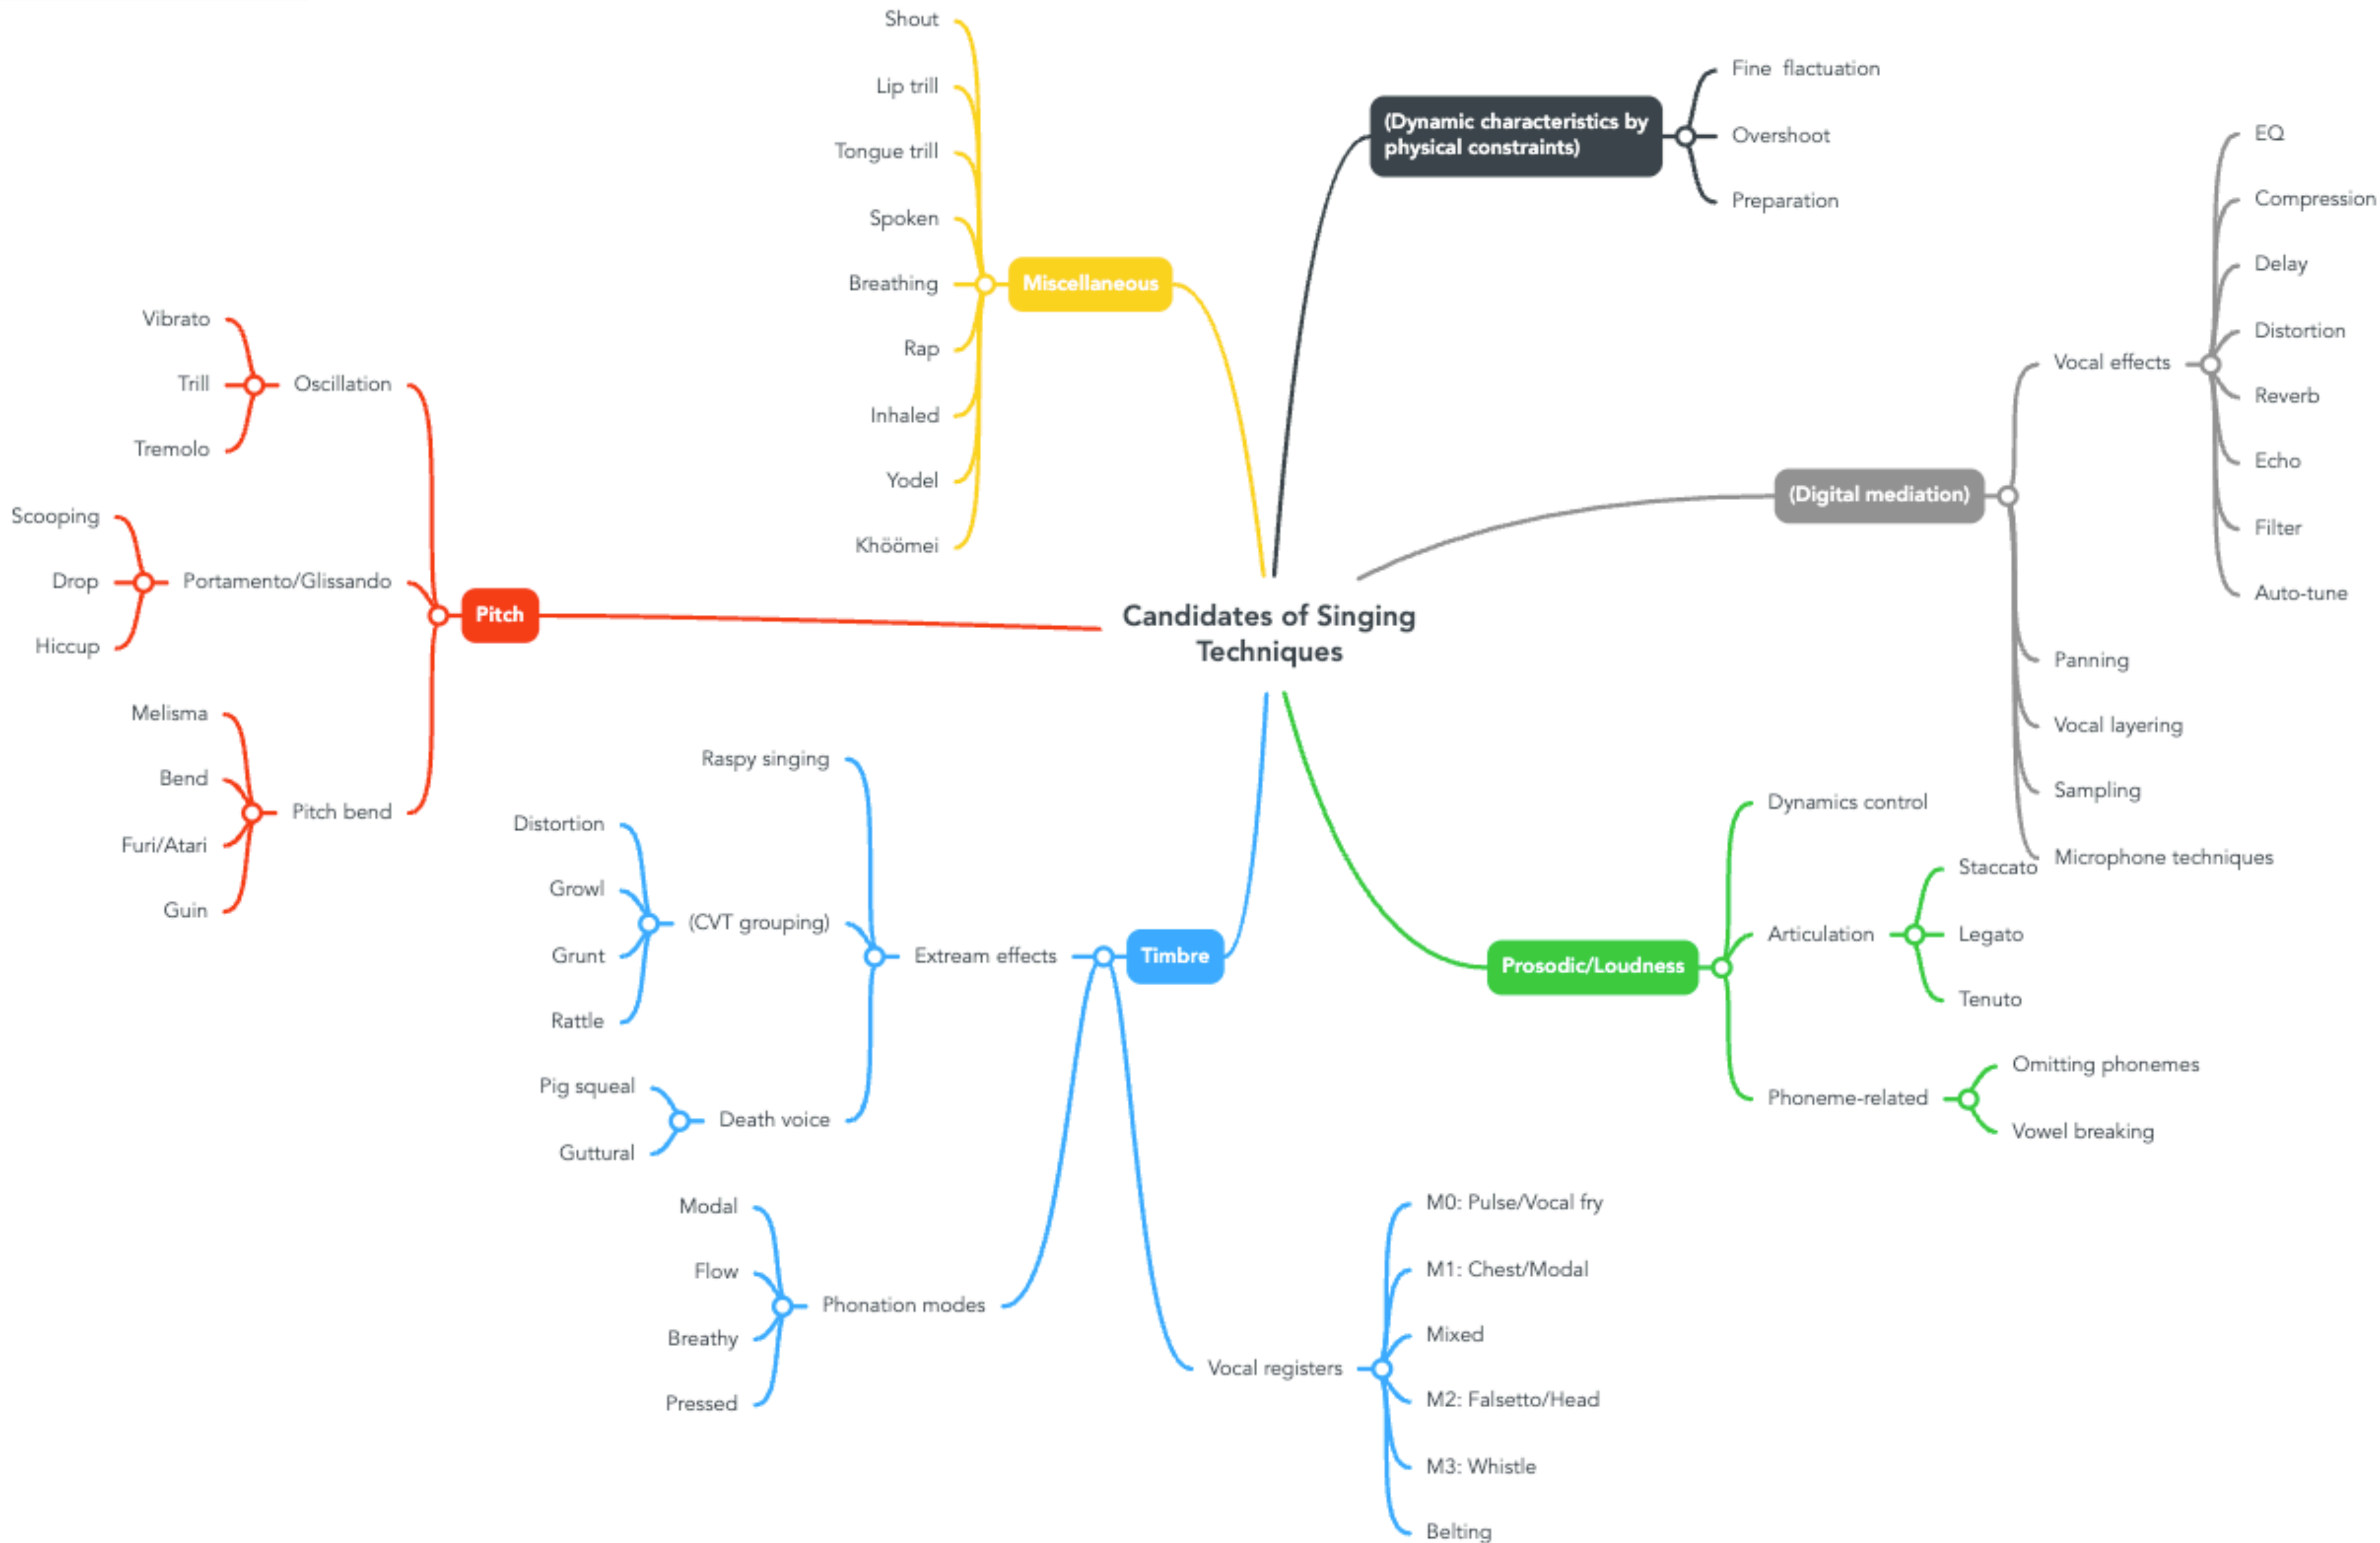 Candidates of Singing
Techniques
Miscellaneous
Shout
Lip trill
Tongue trill
Spoken
Breathing
Rap
Inhaled
Yodel
Khöömei
(Dynamic characteristics by
physical constraints)
Fine flactuation
Overshoot
Preparation
(Digital mediation)
Vocal effects
EQ
Compression
Delay
Distortion
Reverb
Echo
Filter
Auto-tune
Panning
Vocal layering
Sampling
Microphone techniques
Pitch
Oscillation
Vibrato
Trill
Tremolo
Portamento/Glissando
Scooping
Drop
Hiccup
Pitch bend
Melisma
Bend
Furi/Atari
Guin
Timbre
Extream effects
Raspy singing
(CVT grouping)
Distortion
Growl
Grunt
Rattle
Death voice
Pig squeal
Guttural
Phonation modes
Modal
Flow
Breathy
Pressed
Vocal registers
M0: Pulse/Vocal fry
M1: Chest/Modal
Mixed
M2: Falsetto/Head
M3: Whistle
Belting
Prosodic/Loudness
Dynamics control
Articulation
Staccato
Legato
Tenuto
Phoneme-related
Omitting phonemes
Vowel breaking